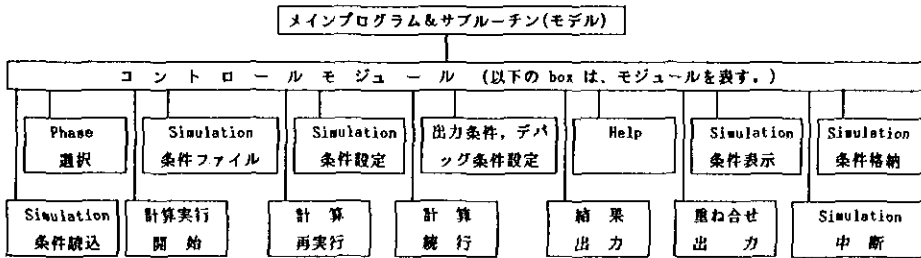 メインプログラム＆サブルーチン(モデル)
コントロールモジュール (以下の box は、モジュールを表す。)
Phase
選択
Simulation
条件ファイル
Simulation
条件設定
出力条件，デバ
ッグ条件設定
Help
Simulation
条件表示
Simulation
条件格納
Simulation
条件読込
計算実行
開始
計算
再実行
計算
続行
結果
出力
重ね合せ
出力
Simulation
中断